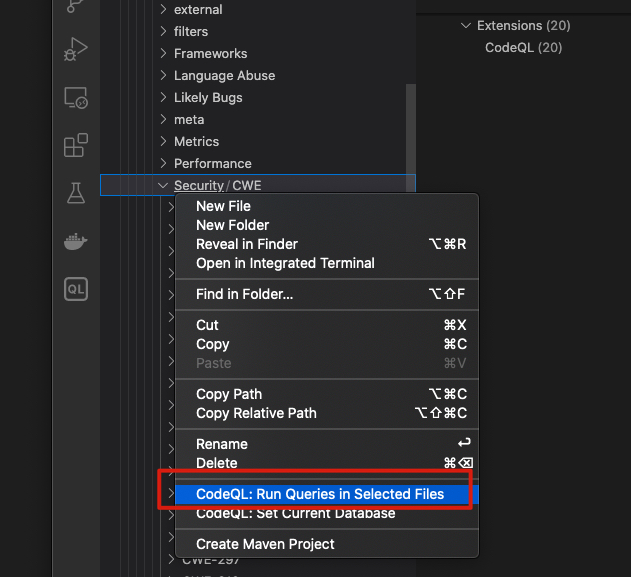 external
filters
Frameworks
Language Abuse
Likely Bugs
meta
Metrics
Performance
Security/CWE
Extensions (20)
CodeQL (20)
QL
New File
New Folder
Reveal in Finder ⌥⌘R
Open in Integrated Terminal
Find in Folder... ⌥⇧F
Cut ⌘X
Copy ⌘C
Paste ⌘V
Copy Path ⌥⌘C
Copy Relative Path ⌥⇧⌘C
Rename ↩
Delete ⌘⌫
CodeQL: Run Queries in Selected Files
CodeQL: Set Current Database
Create Maven Project
CWE-297